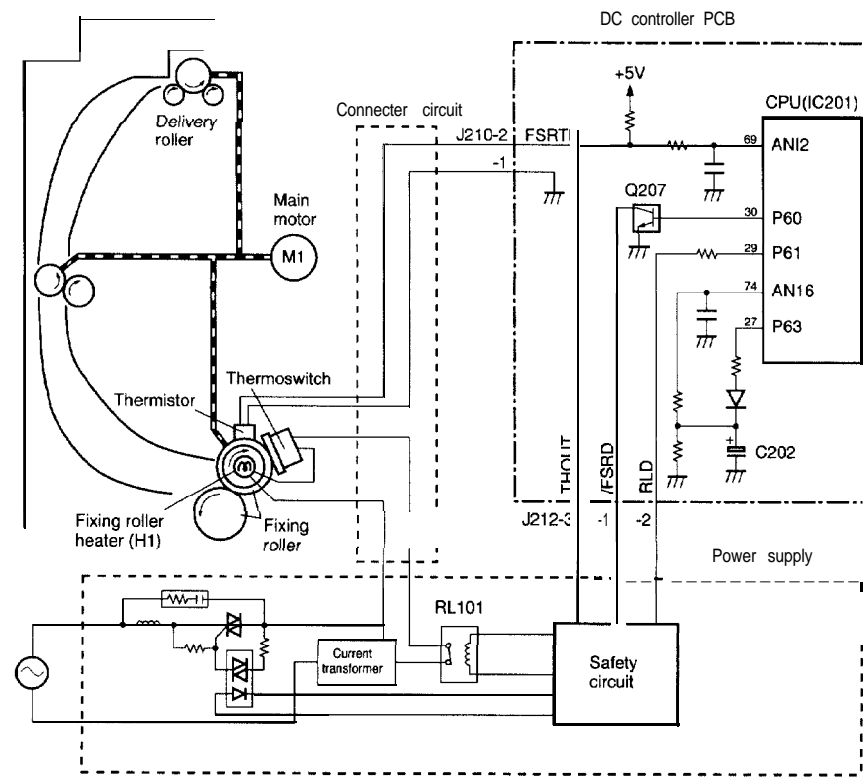 DC controller PCB
+5V
CPU(IC201)
Connecter circuit
J210-2
FSRTH
-1
69
ANI2
Delivery
roller
Q207
30
P60
Main
motor
M1
29
P61
74
AN16
27
P63
Thermoswitch
Thermistor
C202
+
THOUT
/FSRD
RLD
Fixing roller
heater (H1)
Fixing
roller
J212-3
-1
-2
Power supply
RL101
Current
transformer
Safety
circuit